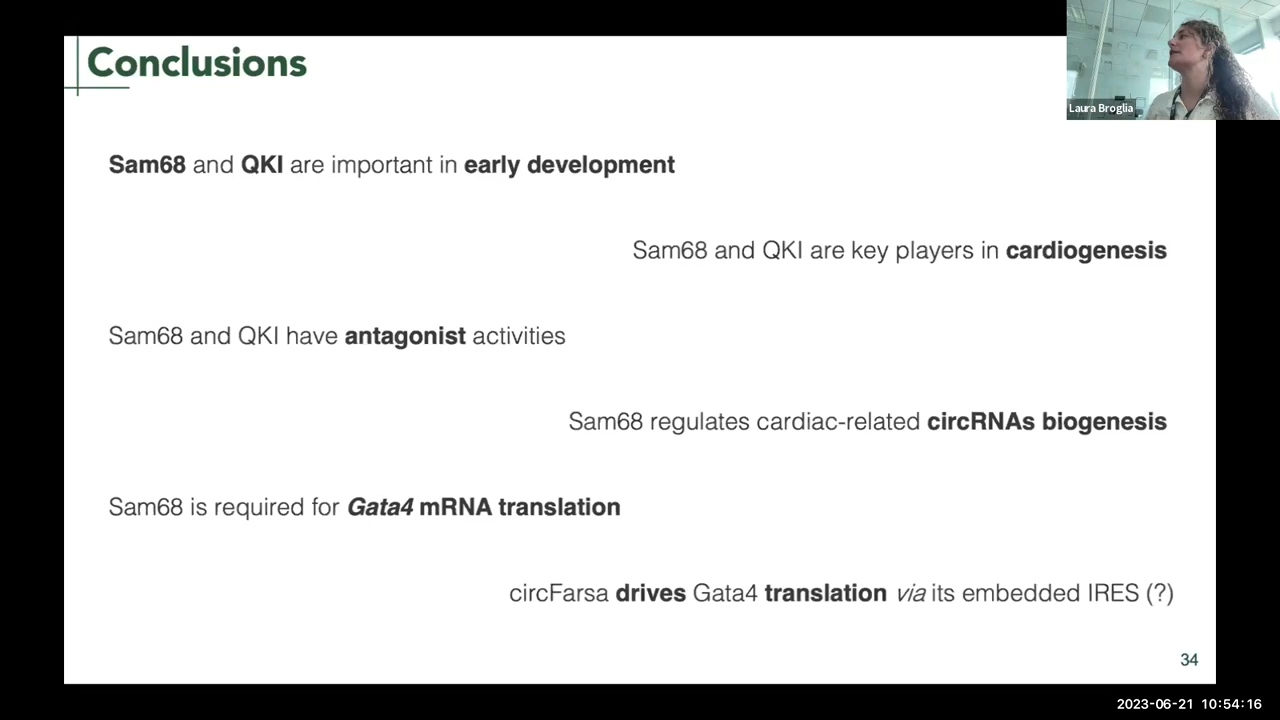 Conclusions
Laura Broglia
Sam68 and QKI are important in early development
Sam68 and QKI are key players in cardiogenesis
Sam68 and QKI have antagonist activities
Sam68 regulates cardiac-related circRNAs biogenesis
Sam68 is required for Gata4 mRNA translation
circFarsa drives Gata4 translation via its embedded IRES (?)
34
2023-06-21 10:54:16